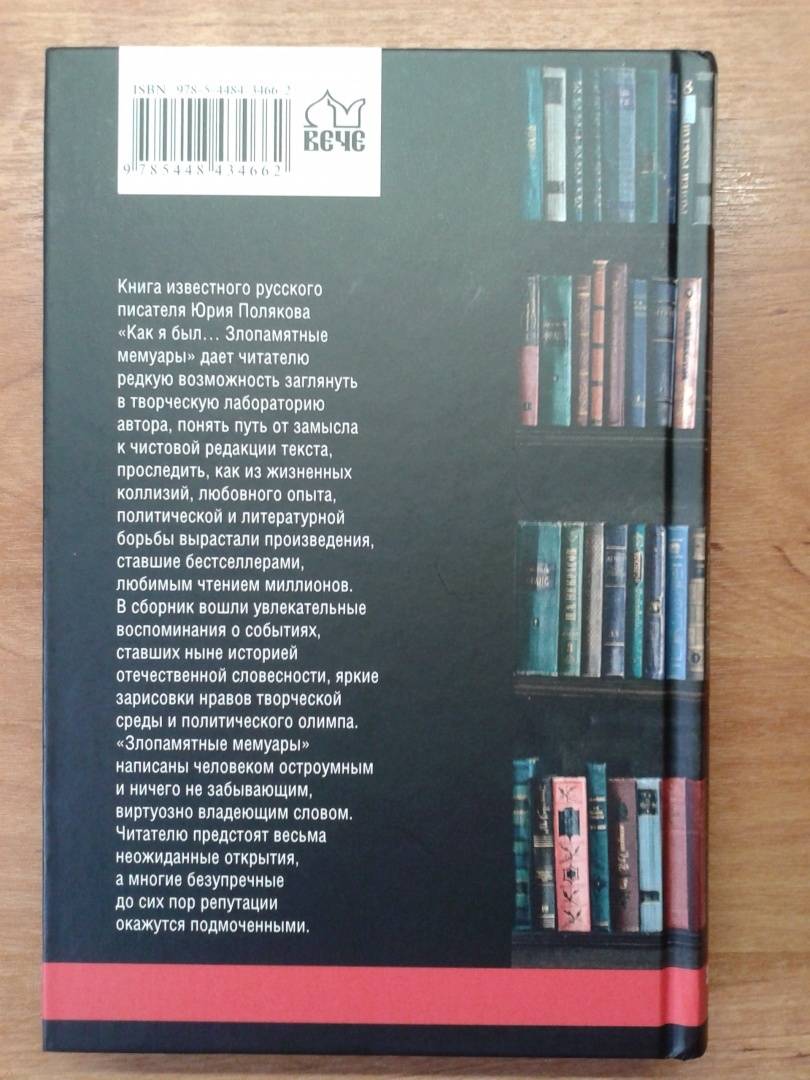 ISBN 978-5-4484-3466-2
9 785448 434662
ВЕЧЕ
Книга известного русского
писателя Юрия Полякова
«Как я был... Злопамятные
мемуары» дает читателю
редкую возможность заглянуть
в творческую лабораторию
автора, понять путь от замысла
к чистовой редакции текста,
проследить, как из жизненных
коллизий, любовного опыта,
политической и литературной
борьбы вырастали произведения,
ставшие бестселлерами,
любимым чтением миллионов.
В сборник вошли увлекательные
воспоминания о событиях,
ставших ныне историей
отечественной словесности, яркие
зарисовки нравов творческой
среды и политического олимпа.
«Злопамятные мемуары»
написаны человеком остроумным
и ничего не забывающим,
виртуозно владеющим словом.
Читателю предстоят весьма
неожиданные открытия,
а многие безупречные
до сих пор репутации
окажутся подмоченными.
Н.А.НЕКРАСОВ